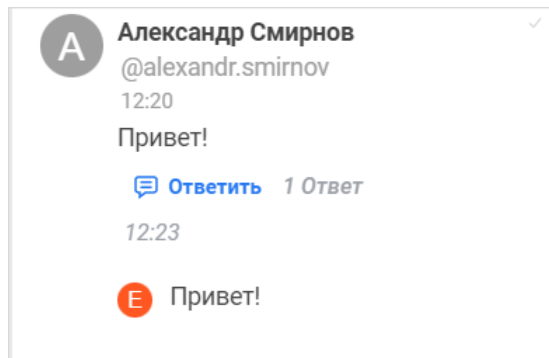 А
Александр Смирнов
@alexandr.smirnov
12:20
Привет!
Ответить 1 Ответ
12:23
Е Привет!